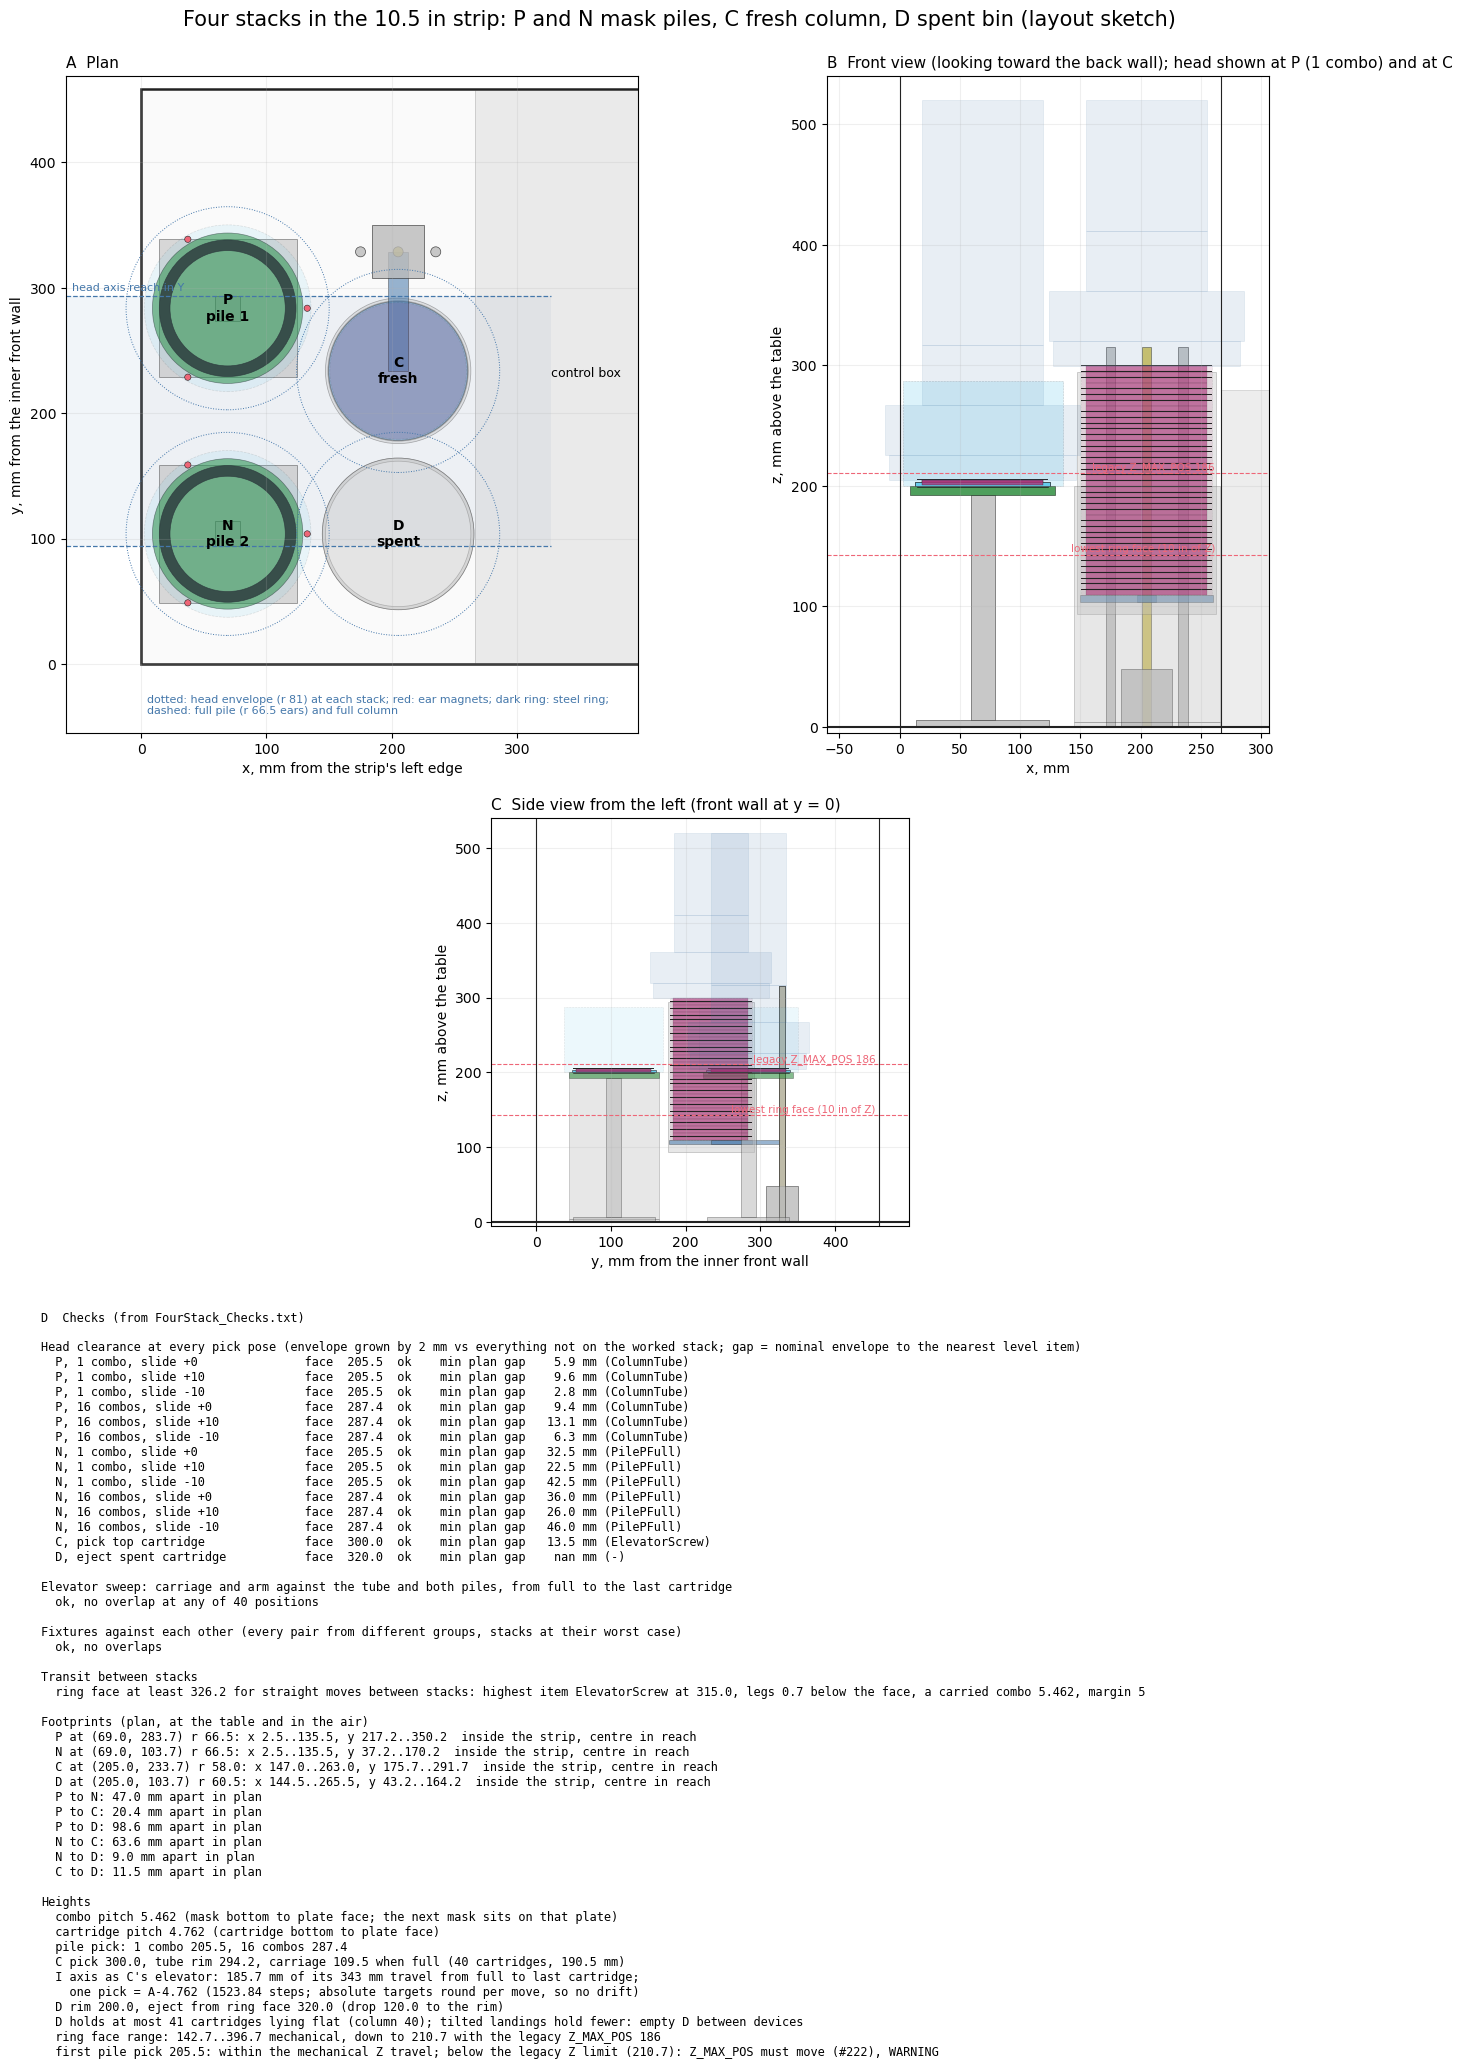 Four stacks in the 10.5 in strip: P and N mask piles, C fresh column, D spent bin (layout sketch)
A  Plan
400
300
200
100
0
0
100
200
300
y, mm from the inner front wall
x, mm from the strip's left edge
head axis reach in Y
P
pile 1
C
fresh
N
pile 2
D
spent
control box
dotted: head envelope (r 81) at each stack; red: ear magnets; dark ring: steel ring;
dashed: full pile (r 66.5 ears) and full column
B  Front view (looking toward the back wall); head shown at P (1 combo) and at C
500
400
300
200
100
0
−50
0
50
100
150
200
250
300
z, mm above the table
x, mm
C  Side view from the left (front wall at y = 0)
500
400
300
200
100
0
0
100
200
300
400
z, mm above the table
y, mm from the inner front wall
legacy Z_MAX_POS 186
lowest ring face (10 in of Z)
D  Checks (from FourStack_Checks.txt)
Head clearance at every pick pose (envelope grown by 2 mm vs everything not on the worked stack; gap = nominal envelope to the nearest level item)
P, 1 combo, slide +0 face 205.5 ok min plan gap 5.9 mm (ColumnTube)
P, 1 combo, slide +10 face 205.5 ok min plan gap 9.6 mm (ColumnTube)
P, 1 combo, slide -10 face 205.5 ok min plan gap 2.8 mm (ColumnTube)
P, 16 combos, slide +0 face 287.4 ok min plan gap 9.4 mm (ColumnTube)
P, 16 combos, slide +10 face 287.4 ok min plan gap 13.1 mm (ColumnTube)
P, 16 combos, slide -10 face 287.4 ok min plan gap 6.3 mm (ColumnTube)
N, 1 combo, slide +0 face 205.5 ok min plan gap 32.5 mm (PilePFull)
N, 1 combo, slide +10 face 205.5 ok min plan gap 22.5 mm (PilePFull)
N, 1 combo, slide -10 face 205.5 ok min plan gap 42.5 mm (PilePFull)
N, 16 combos, slide +0 face 287.4 ok min plan gap 36.0 mm (PilePFull)
N, 16 combos, slide +10 face 287.4 ok min plan gap 26.0 mm (PilePFull)
N, 16 combos, slide -10 face 287.4 ok min plan gap 46.0 mm (PilePFull)
C, pick top cartridge face 300.0 ok min plan gap 13.5 mm (ElevatorScrew)
D, eject spent cartridge face 320.0 ok min plan gap nan mm (-)
Elevator sweep: carriage and arm against the tube and both piles, from full to the last cartridge
ok, no overlap at any of 40 positions
Fixtures against each other (every pair from different groups, stacks at their worst case)
ok, no overlaps
Transit between stacks
ring face at least 326.2 for straight moves between stacks: highest item ElevatorScrew at 315.0, legs 0.7 below the face, a carried combo 5.462, margin 5
Footprints (plan, at the table and in the air)
P at (69.0, 283.7) r 66.5: x 2.5..135.5, y 217.2..350.2  inside the strip, centre in reach
N at (69.0, 103.7) r 66.5: x 2.5..135.5, y 37.2..170.2  inside the strip, centre in reach
C at (205.0, 233.7) r 58.0: x 147.0..263.0, y 175.7..291.7  inside the strip, centre in reach
D at (205.0, 103.7) r 60.5: x 144.5..265.5, y 43.2..164.2  inside the strip, centre in reach
P to N: 47.0 mm apart in plan
P to C: 20.4 mm apart in plan
P to D: 98.6 mm apart in plan
N to C: 63.6 mm apart in plan
N to D: 9.0 mm apart in plan
C to D: 11.5 mm apart in plan
Heights
combo pitch 5.462 (mask bottom to plate face; the next mask sits on that plate)
cartridge pitch 4.762 (cartridge bottom to plate face)
pile pick: 1 combo 205.5, 16 combos 287.4
C pick 300.0, tube rim 294.2, carriage 109.5 when full (40 cartridges, 190.5 mm)
I axis as C's elevator: 185.7 mm of its 343 mm travel from full to last cartridge;
one pick = A-4.762 (1523.84 steps; absolute targets round per move, so no drift)
D rim 200.0, eject from ring face 320.0 (drop 120.0 to the rim)
D holds at most 41 cartridges lying flat (column 40); tilted landings hold fewer: empty D between devices
ring face range: 142.7..396.7 mechanical, down to 210.7 with the legacy Z_MAX_POS 186
first pile pick 205.5: within the mechanical Z travel; below the legacy Z limit (210.7): Z_MAX_POS must move (#222), WARNING